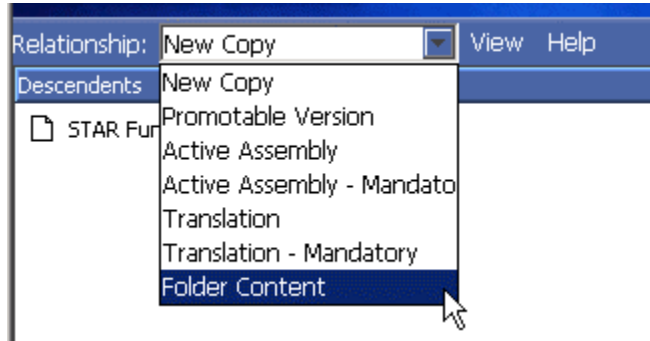 Relationship: New Copy View Help
Descendents
New Copy
STAR Fur
Promotable Version
Active Assembly
Active Assembly - Mandato
Translation
Translation - Mandatory
Folder Content